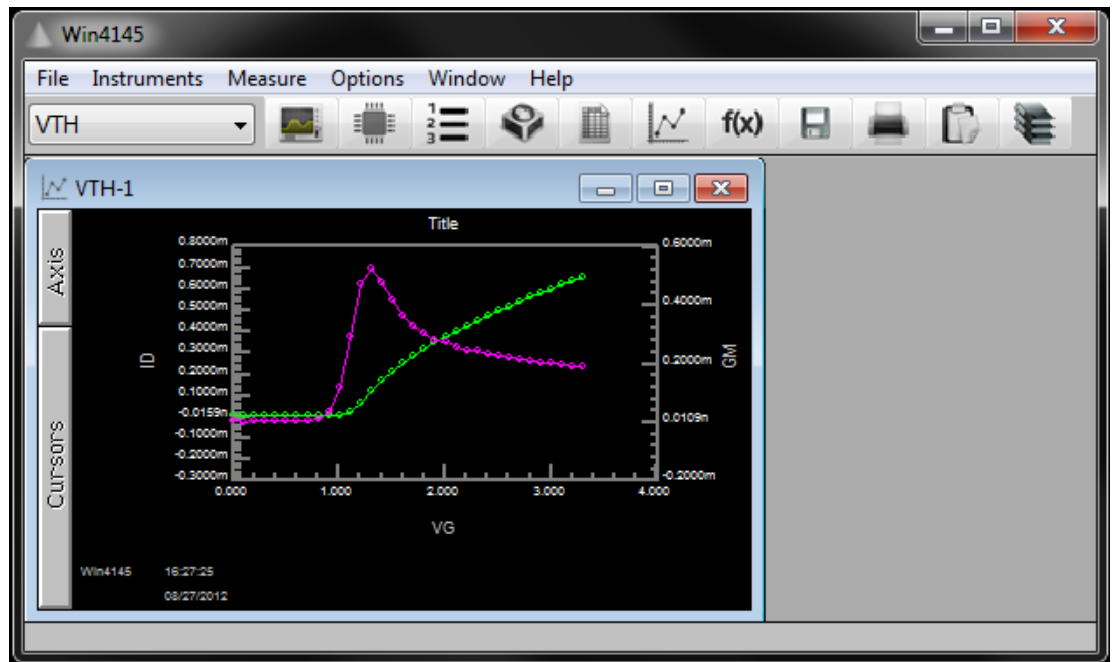 Win4145
File Instruments Measure Options Window Help
VTH
1
2
3
f(x)
VTH-1
Axis
Cursors
Title
0.8000m
0.7000m
0.6000m
0.5000m
0.4000m
0.3000m
0.2000m
0.1000m
-0.0159n
-0.1000m
-0.2000m
-0.3000m
ID
0.6000m
0.4000m
0.2000m
0.0109n
-0.2000m
GM
0.000 1.000 2.000 3.000 4.000
VG
Win4145 16:27:25
08/27/2012